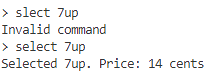 > slect 7up
Invalid command
> select 7up
Selected 7up. Price: 14 cents